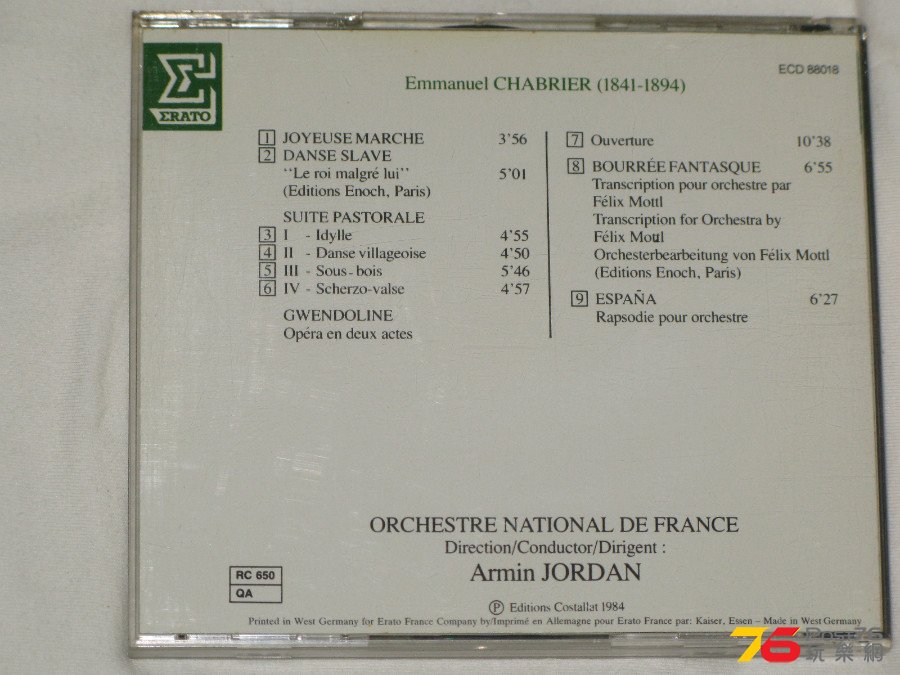 ERATO
ECD 88018
Emmanuel CHABRIER (1841-1894)
1 JOYEUSE MARCHE 3'56
2 DANSE SLAVE
"Le roi malgré lui" 5'01
(Editions Enoch, Paris)
SUITE PASTORALE
3 I - Idylle 4'55
4 II - Danse villageoise 4'50
5 III - Sous-bois 5'46
6 IV - Scherzo-valse 4'57
GWENDOLINE
Opéra en deux actes
7 Ouverture 10'38
8 BOURRÉE FANTASQUE 6'55
Transcription pour orchestre par
Félix Mottl
Transcription for Orchestra by
Félix Mottl
Orchesterbearbeitung von Félix Mottl
(Editions Enoch, Paris)
9 ESPAÑA 6'27
Rapsodie pour orchestre
ORCHESTRE NATIONAL DE FRANCE
Direction/Conductor/Dirigent :
Armin JORDAN
RC 650
QA
Ⓟ Editions Costallat 1984
Printed in West Germany for Erato France Company by/Imprimé en Allemagne pour Erato France par: Kaiser, Essen – Made in West Germany
76 Post76
玩樂網